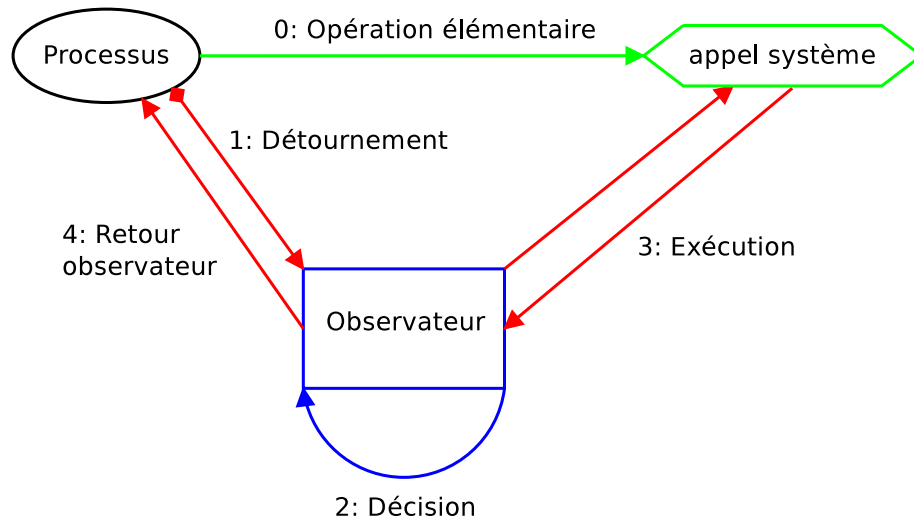 0: Opération élémentaire
Processus
appel système
1: Détournement
4: Retour
observateur
3: Exécution
Observateur
2: Décision